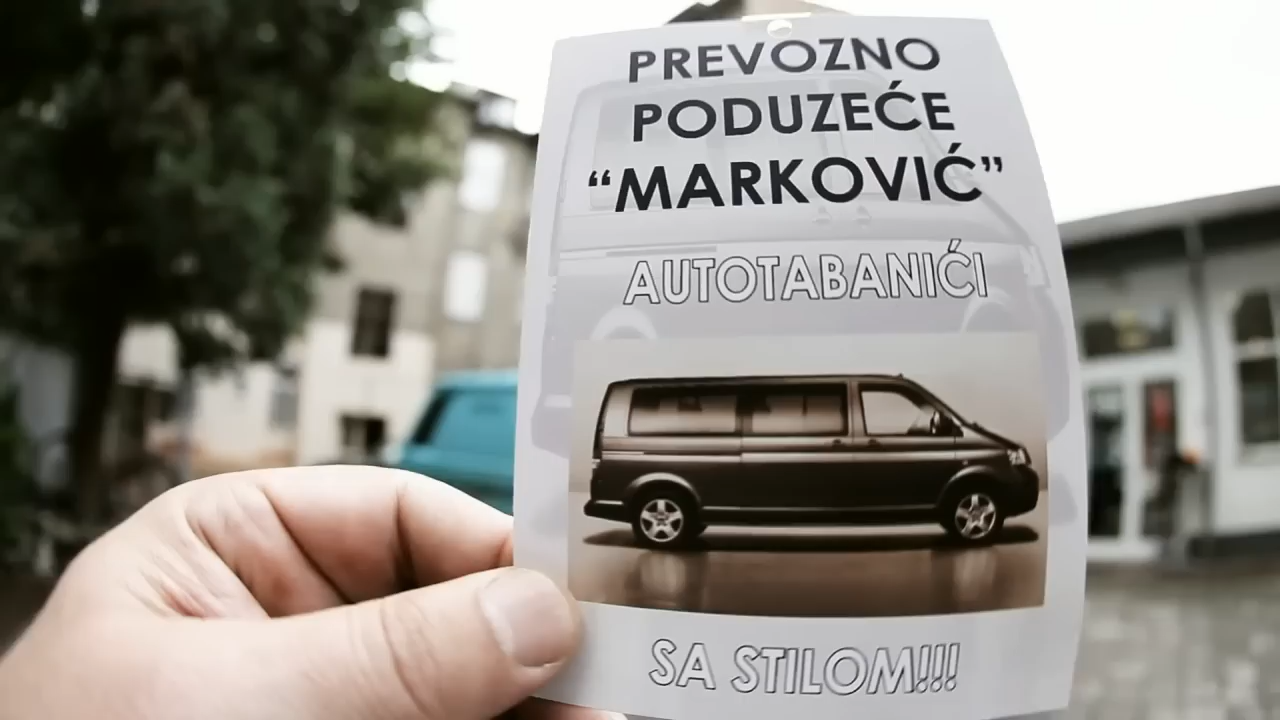 PREVOZNO
PODUZEĆE
“MARKOVIĆ”
AUTOTABANIĆI
SA STILOM!!!